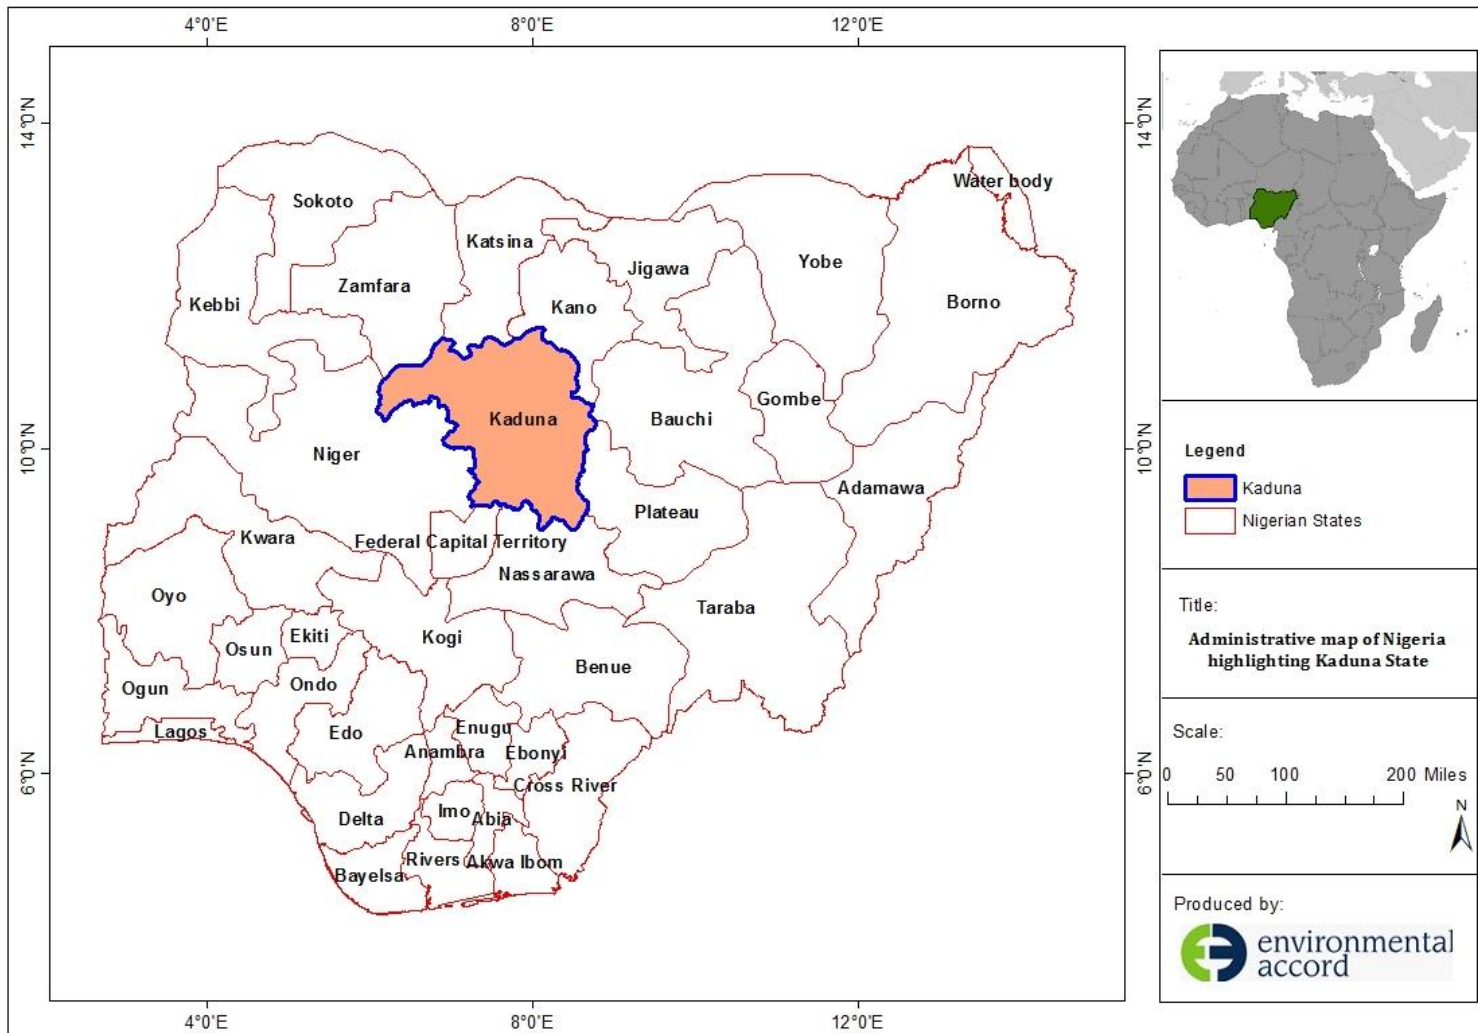 4°0'E 8°0'E 12°0'E
14°0'N 14°0'N
Water body
Sokoto
Katsina
Yobe
Jigawa
Zamfara
Kebbi
Kano
Borno
Gombe
Kaduna
Bauchi
Niger
10°0'N 10°0'N
Adamawa
Plateau
Kwara
Federal Capital Territory
Nassarawa
Oyo
Taraba
Ekiti
Kogi
Osun
Benue
Ondo
Ogun
Enugu
Lagos
Edo
Anambra
Ebonyi
6°0'N 6°0'N
Cross River
Imo
Abia
Delta
Rivers
Akwa Ibom
Bayelsa
4°0'E 8°0'E 12°0'E
Legend
Kaduna
Nigerian States
Title:
Administrative map of Nigeria
highlighting Kaduna State
Scale:
0 50 100 200 Miles
N
Produced by:
environmental
accord